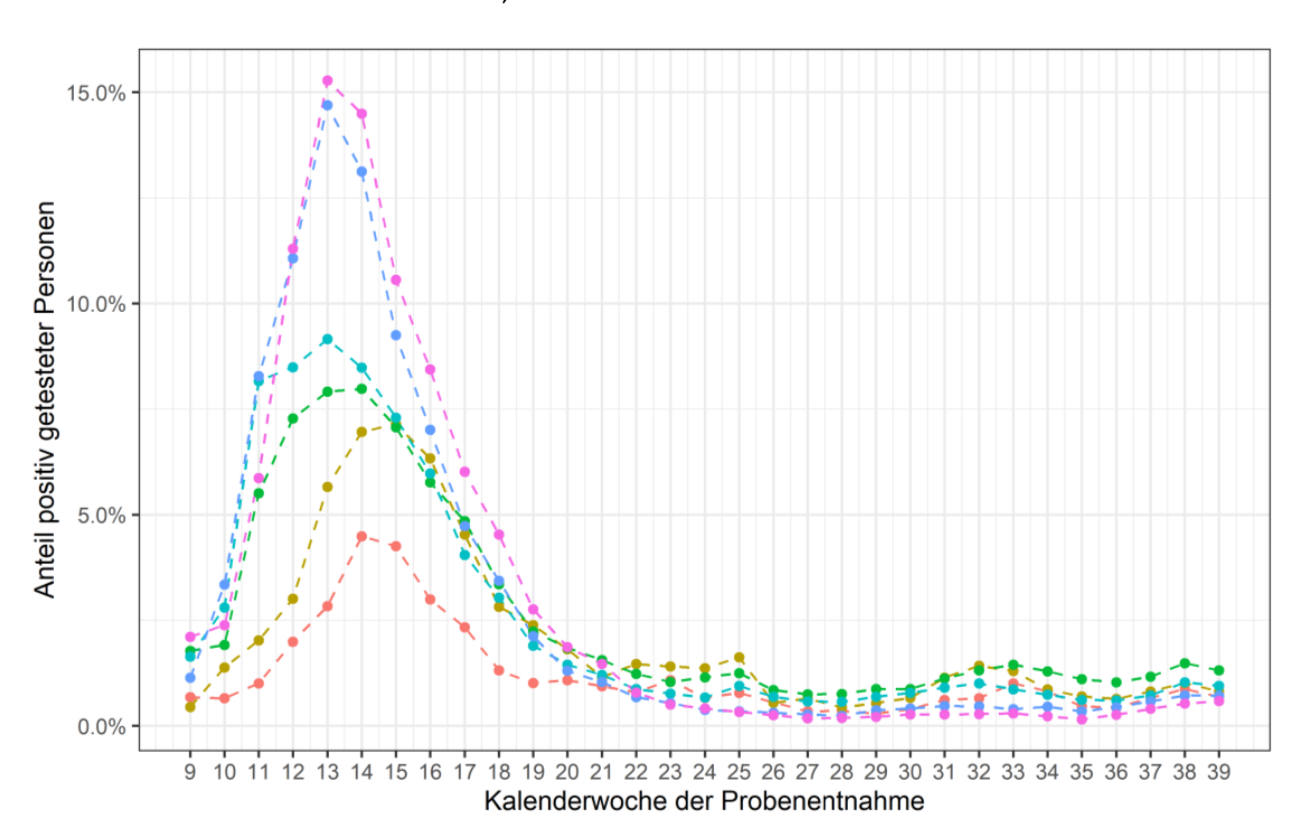 15.0%
10.0%
5.0%
0.0%
Anteil positiv getesteter Personen
9 10 11 12 13 14 15 16 17 18 19 20 21 22 23 24 25 26 27 28 29 30 31 32 33 34 35 36 37 38 39
Kalenderwoche der Probenentnahme